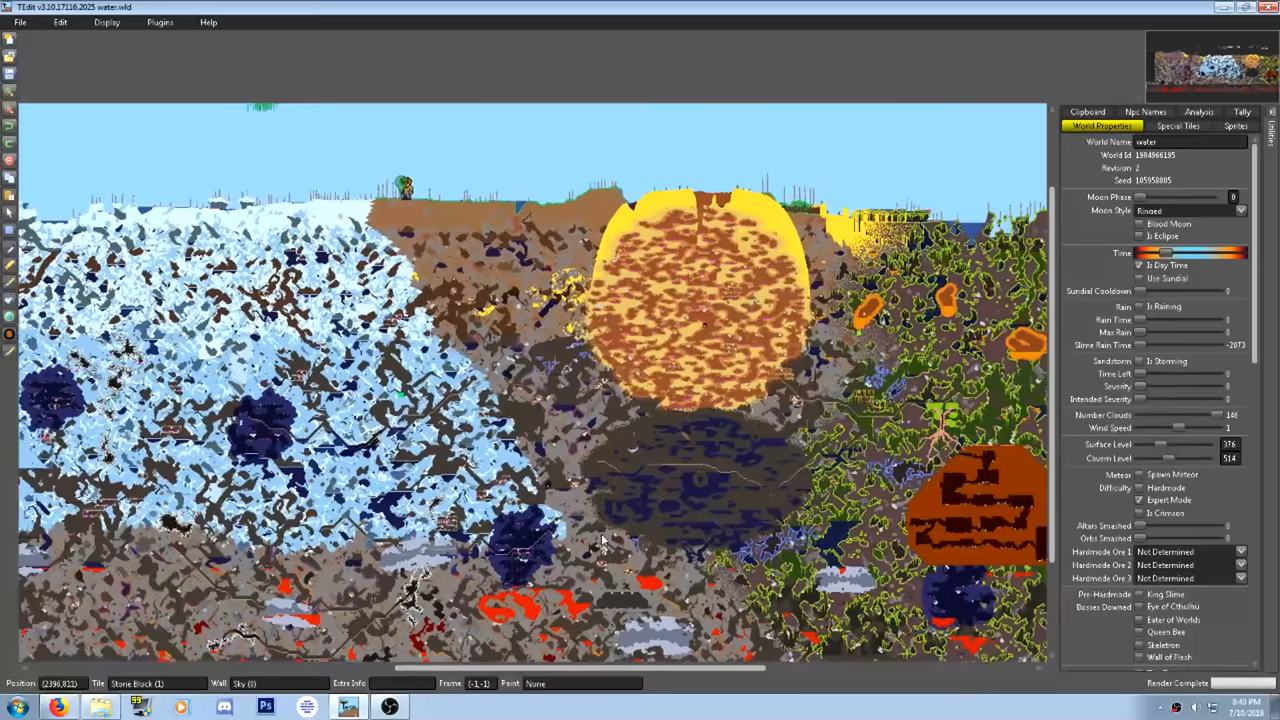 TEdit v3.10.17116.2025 water.wld
File Edit Display Plugins Help
Clipboard Npc Names Analysis Tally
World Properties Special Tiles Sprites
Utilities
World Name water
World Id 1984966195
Revision 2
Seed 105958805
Moon Phase 0
Moon Style Ringed
Blood Moon
Is Eclipse
Time
Is Day Time
Use Sundial
Sundial Cooldown 0
Rain Is Raining
Rain Time 0
Max Rain 0
Slime Rain Time -2073
Sandstorm Is Storming
Time Left 0
Severity 0
Intended Severity 0
Number Clouds 146
Wind Speed 1
Surface Level 376
Cavern Level 514
Meteor Spawn Meteor
Difficulty Hardmode
Expert Mode
Is Crimson
Altars Smashed 0
Orbs Smashed 0
Hardmode Ore 1 Not Determined
Hardmode Ore 2 Not Determined
Hardmode Ore 3 Not Determined
Pre-Hardmode King Slime
Bosses Downed Eye of Cthulhu
Eater of Worlds
Queen Bee
Skeletron
Wall of Flesh
Position (2396,811) Tile Stone Block (1) Wall Sky (0) Extra Info Frame (-1,-1) Paint None Render Complete
99
Ps
8:40 PM
7/10/2019